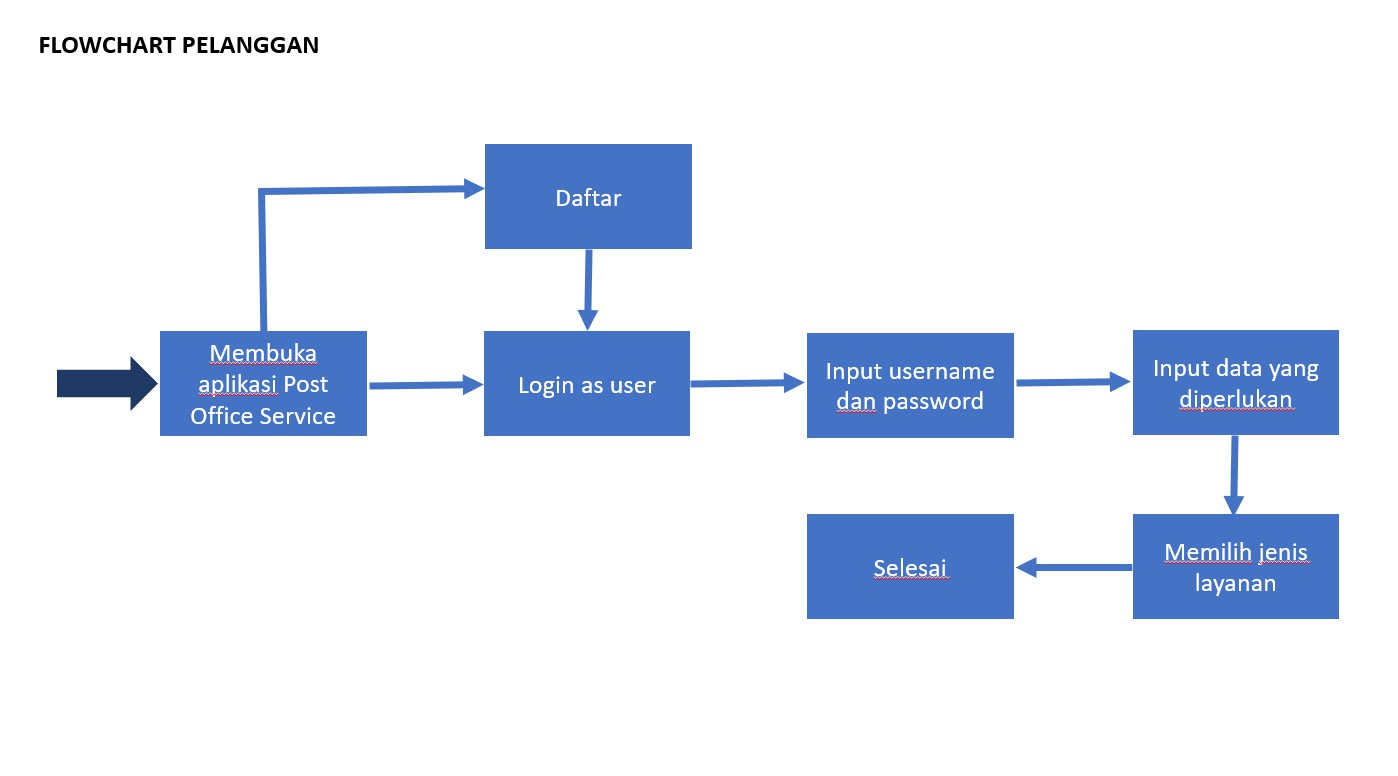 FLOWCHART PELANGGAN
Daftar
Membuka
aplikasi Post
Office Service
Login as user
Input username
dan password
Input data yang
diperlukan
Selesai
Memilih jenis
layanan